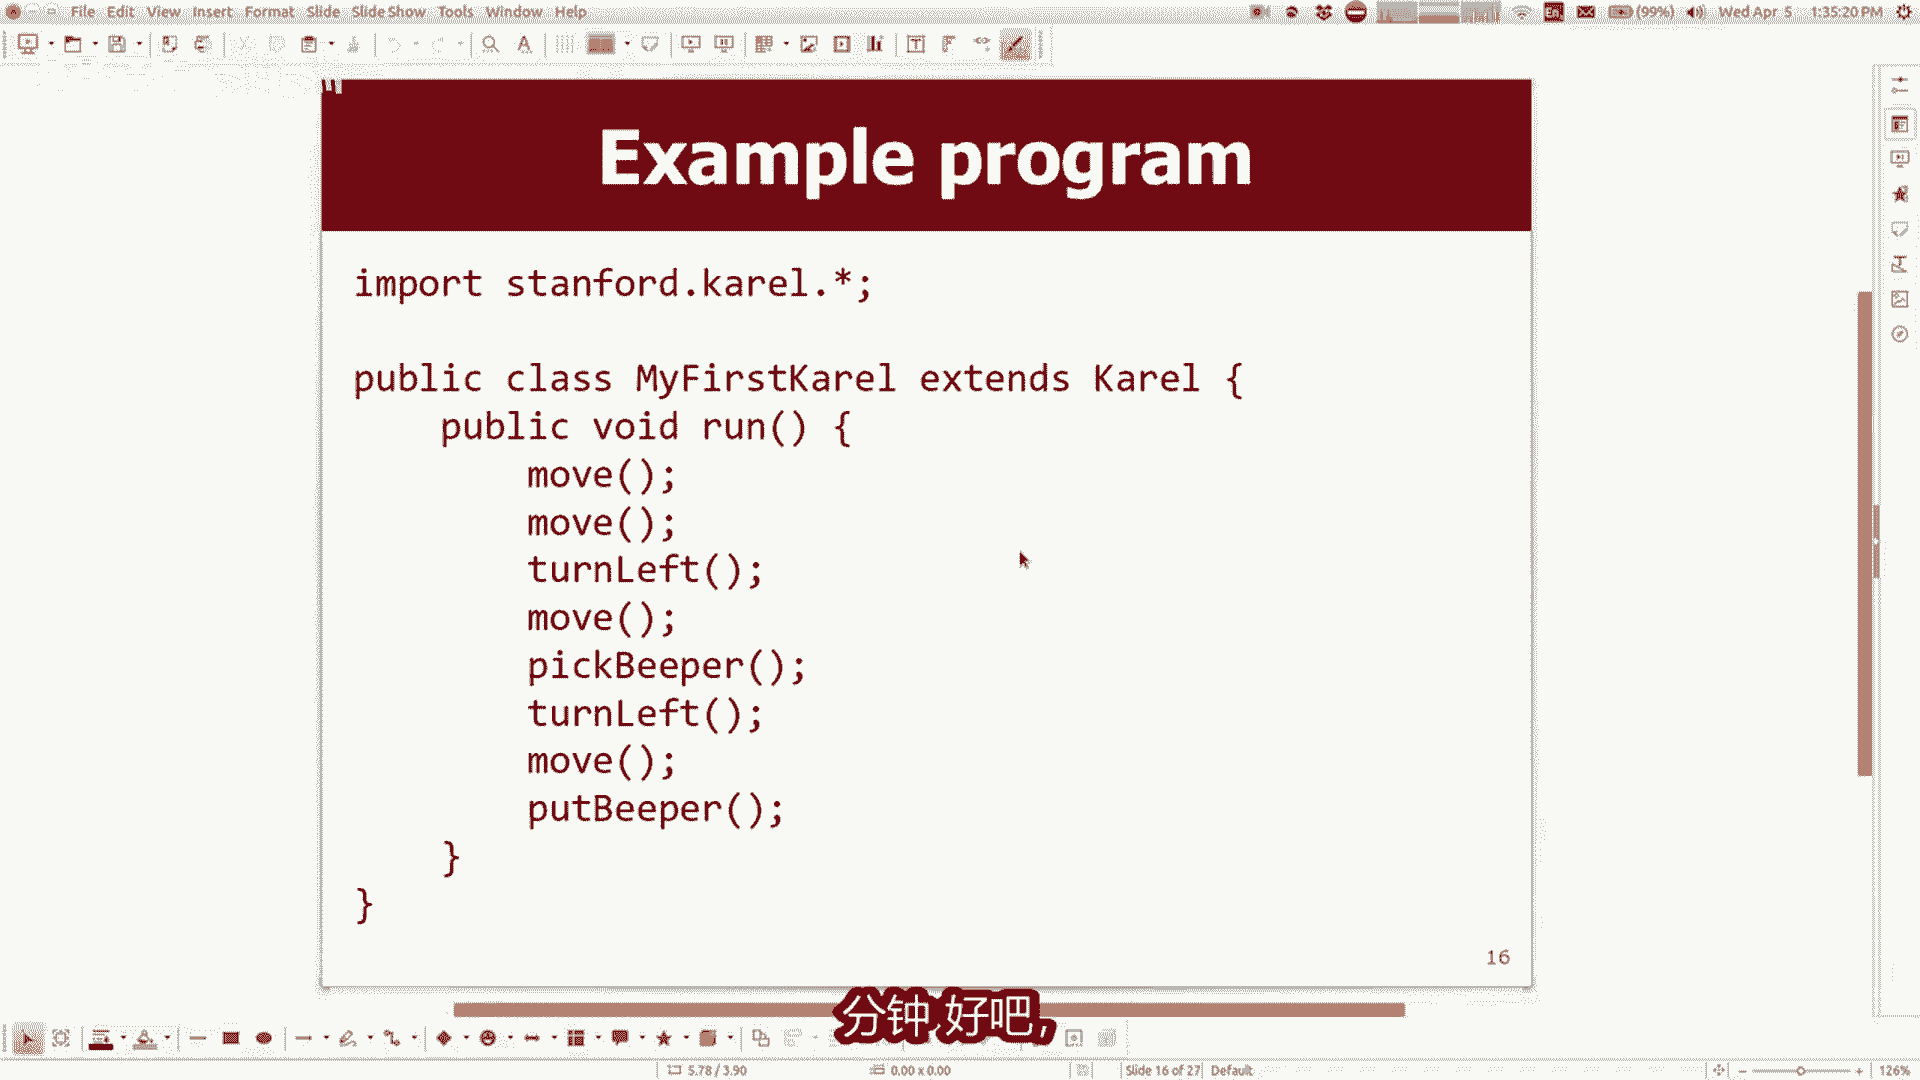 File Edit View Insert Format Slide Slide Show Tools Window Help
En (99%) Wed Apr 5 1:35:20 PM
Example program
import stanford.karel.*;
public class MyFirstKarel extends Karel {
public void run() {
move();
move();
turnLeft();
move();
pickBeeper();
turnLeft();
move();
putBeeper();
}
}
16
分钟,好吧,
5.78 / 3.90 0.00 x 0.00 Slide 16 of 27 Default 126%